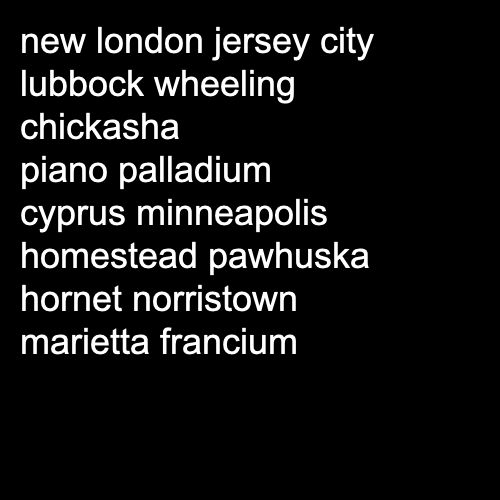 new london jersey city
lubbock wheeling
chickasha
piano palladium
cyprus minneapolis
homestead pawhuska
hornet norristown
marietta francium